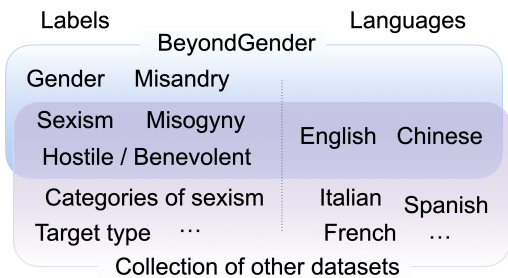 Labels Languages
BeyondGender
Gender Misandry
Sexism Misogyny
English Chinese
Hostile / Benevolent
Categories of sexism Italian Spanish
Target type ... French ...
Collection of other datasets